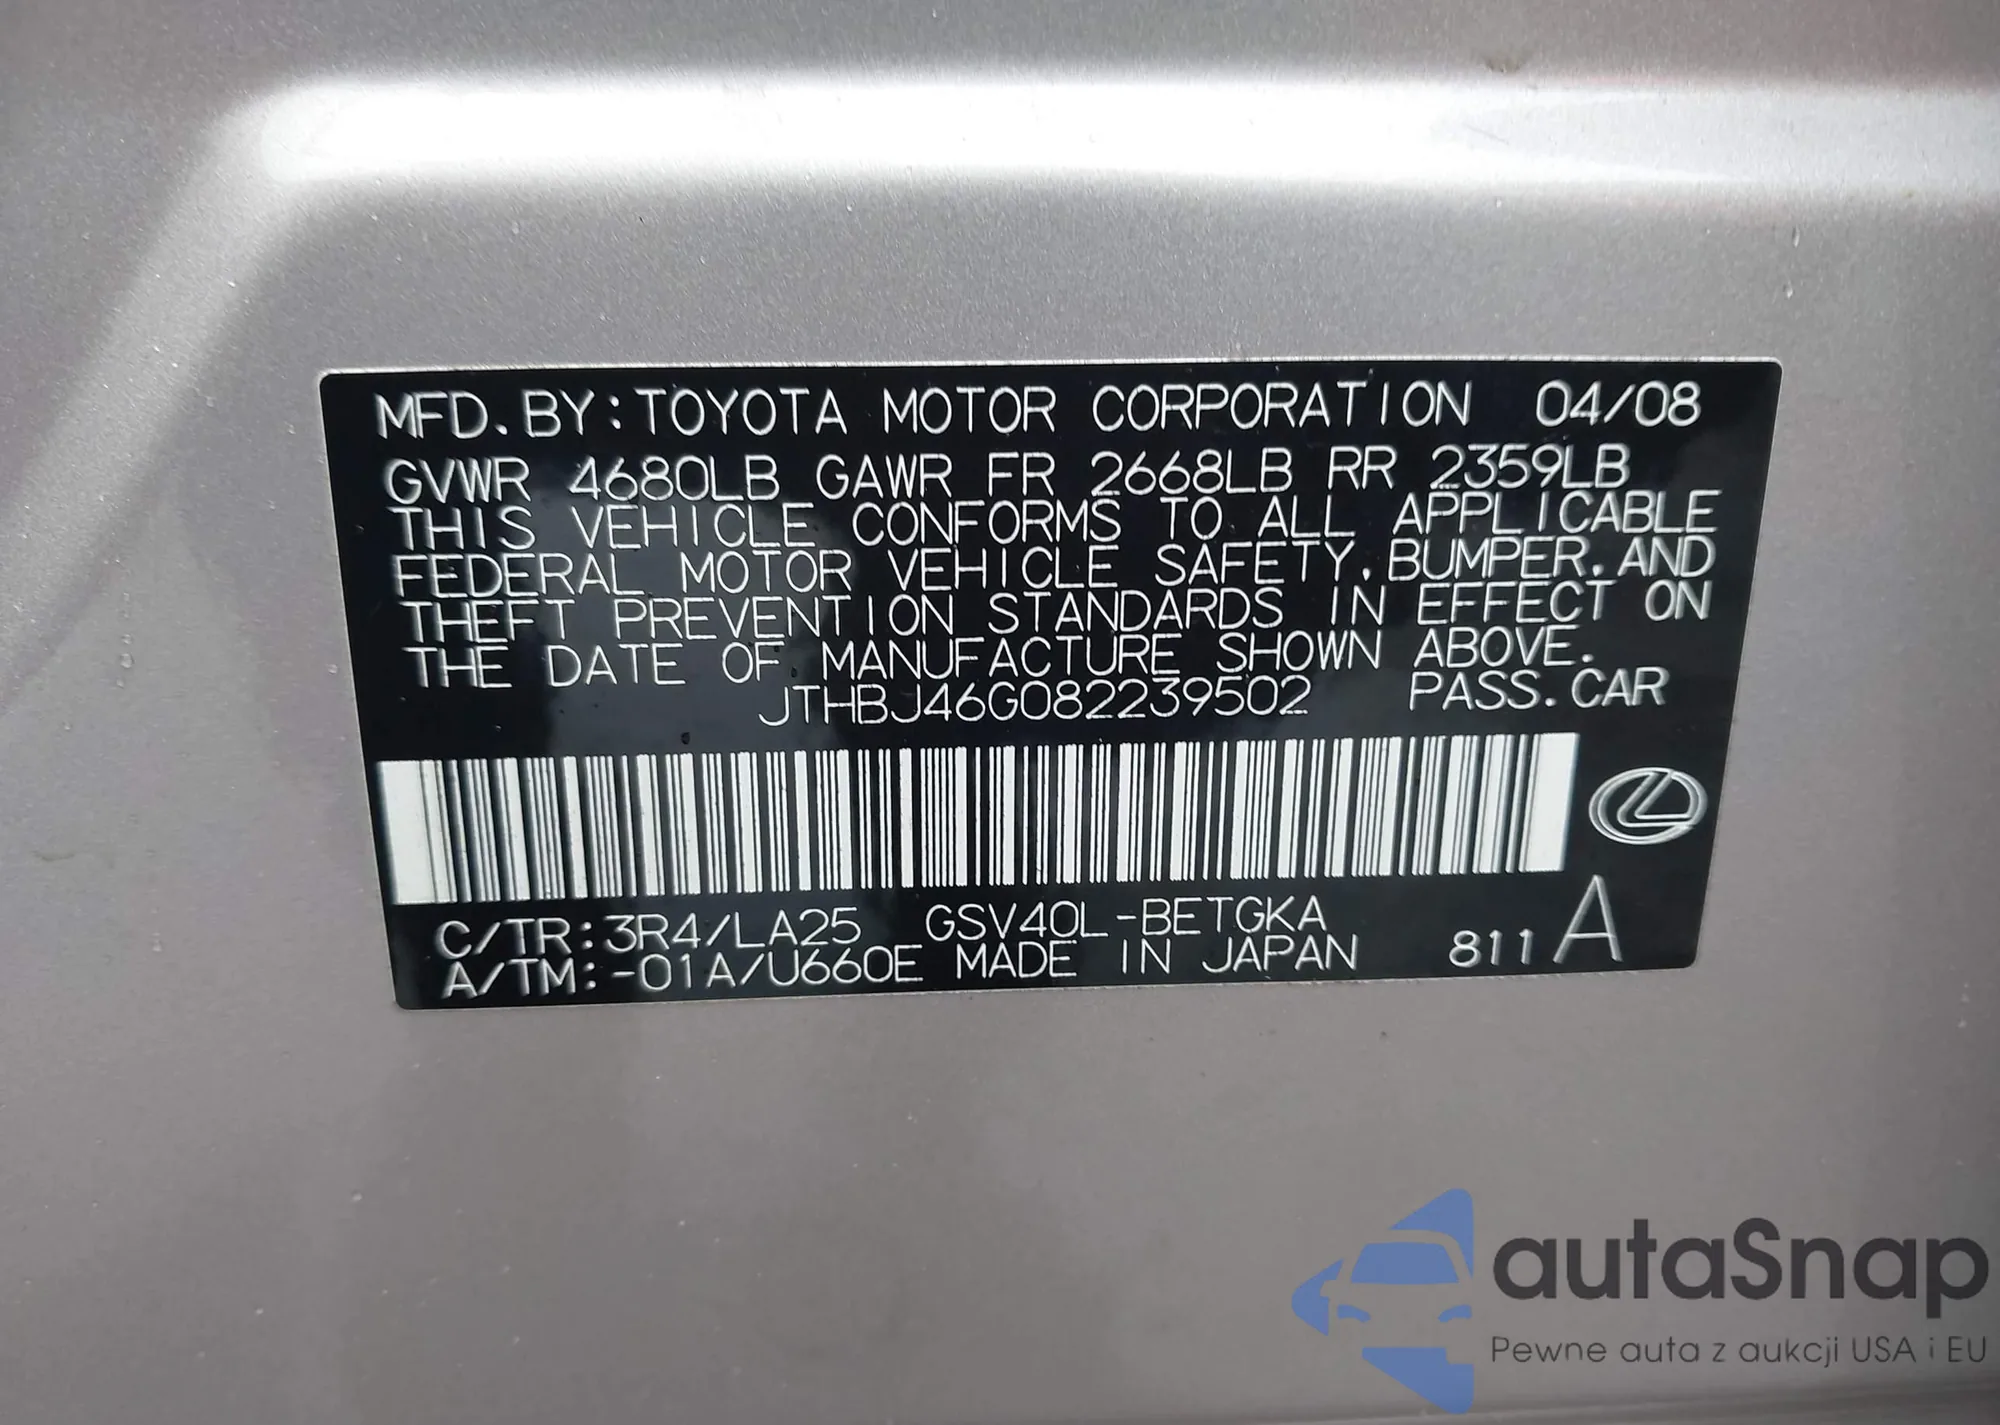 MFD. BY: TOYOTA MOTOR CORPORATION 04/08
GVWR 4680LB GAWR FR 2668LB RR 2359LB
THIS VEHICLE CONFORMS TO ALL APPLICABLE
FEDERAL MOTOR VEHICLE SAFETY, BUMPER, AND
THEFT PREVENTION STANDARDS IN EFFECT ON
THE DATE OF MANUFACTURE SHOWN ABOVE.
JTHBJ46G082239502 PASS. CAR
C/TR: 3R4/LA25 GSV40L-BETGKA
A/TM: -01A/U660E MADE IN JAPAN 811 A
autaSnap
Pewne auta z aukcji USA i EU